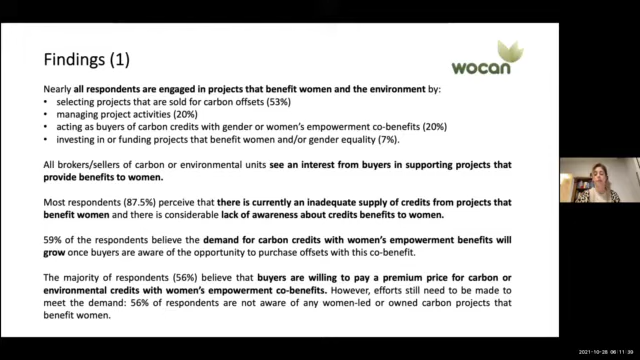 Findings (1)
wocan
Nearly all respondents are engaged in projects that benefit women and the environment by:
• selecting projects that are sold for carbon offsets (53%)
• managing project activities (20%)
• acting as buyers of carbon credits with gender or women's empowerment co-benefits (20%)
• investing in or funding projects that benefit women and/or gender equality (7%).
All brokers/sellers of carbon or environmental units see an interest from buyers in supporting projects that
provide benefits to women.
Most respondents (87.5%) perceive that there is currently an inadequate supply of credits from projects that
benefit women and there is considerable lack of awareness about credits benefits to women.
59% of the respondents believe the demand for carbon credits with women's empowerment benefits will
grow once buyers are aware of the opportunity to purchase offsets with this co-benefit.
The majority of respondents (56%) believe that buyers are willing to pay a premium price for carbon or
environmental credits with women's empowerment co-benefits. However, efforts still need to be made to
meet the demand: 56% of respondents are not aware of any women-led or owned carbon projects that
benefit women.
2021-10-28 06:11:39